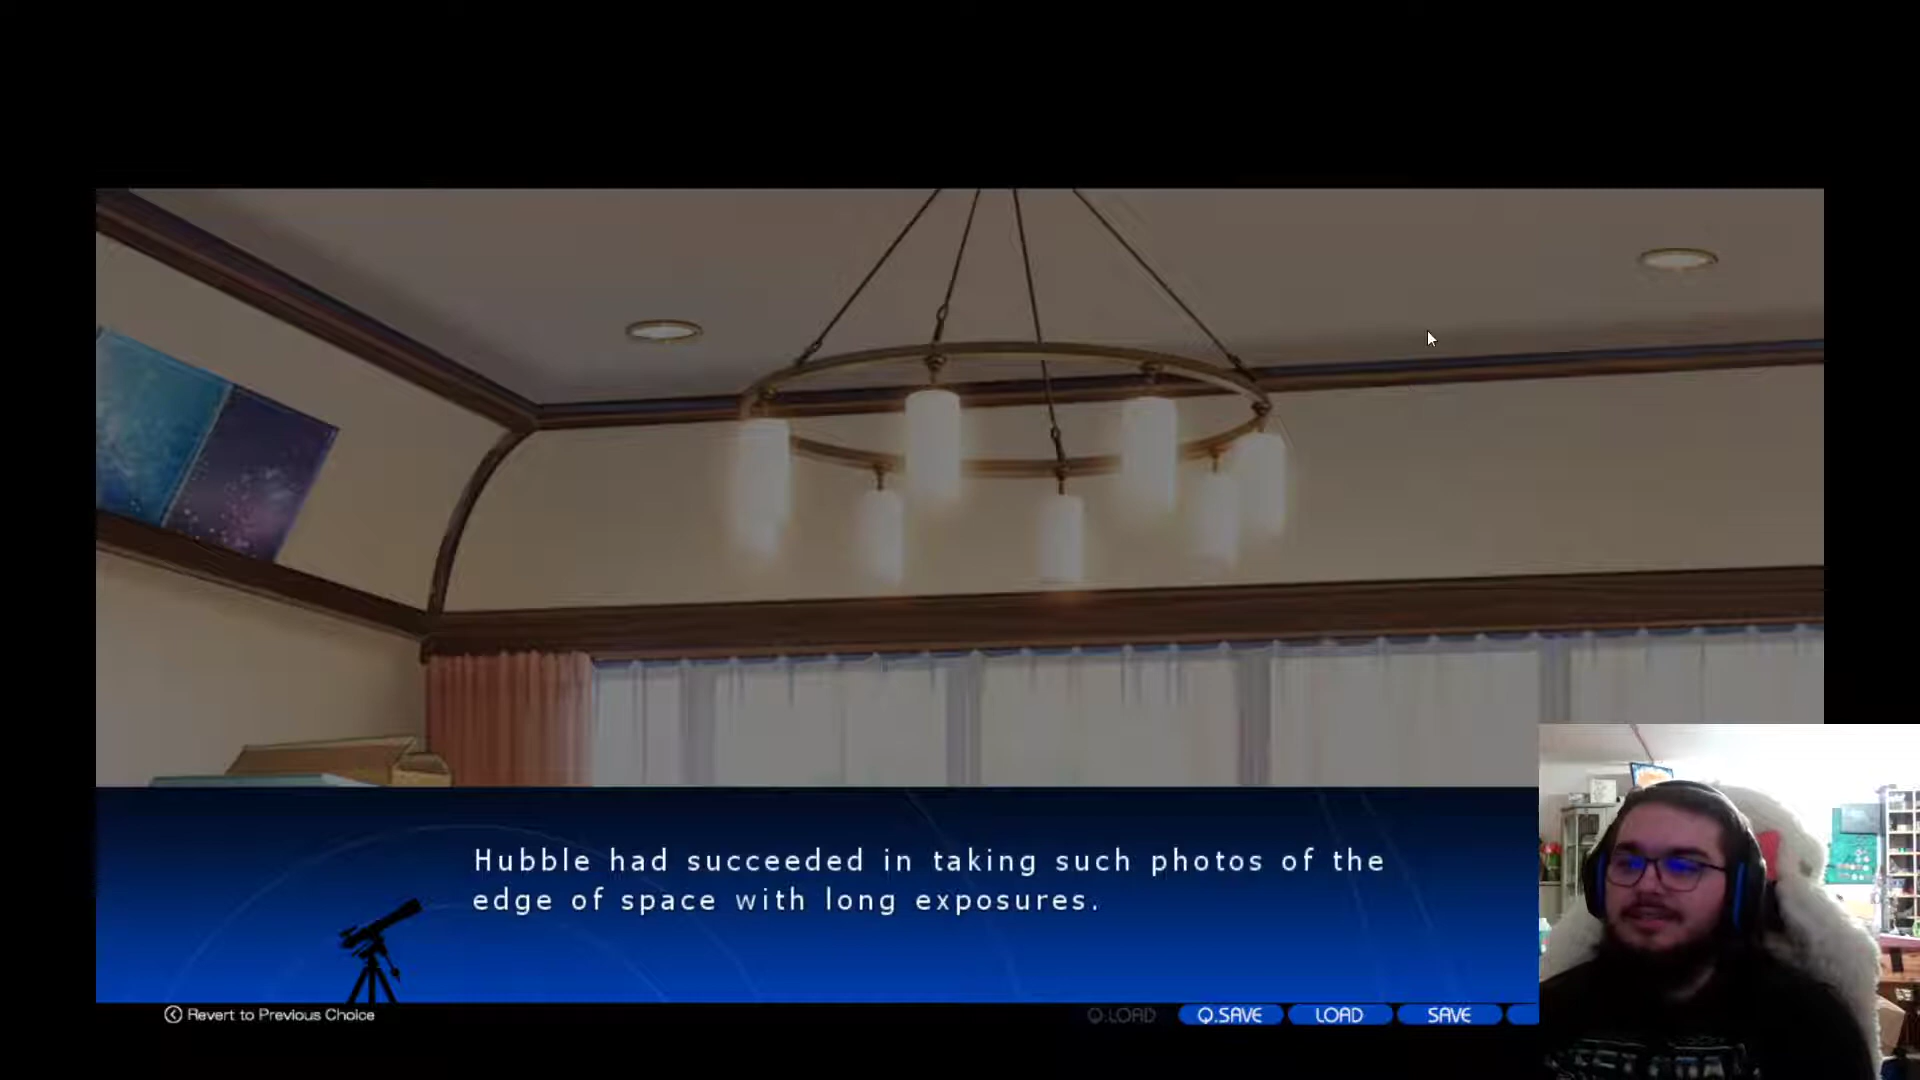 Hubble had succeeded in taking such photos of the
edge of space with long exposures.
Revert to Previous Choice
Q.LOAD
Q.SAVE
LOAD
SAVE